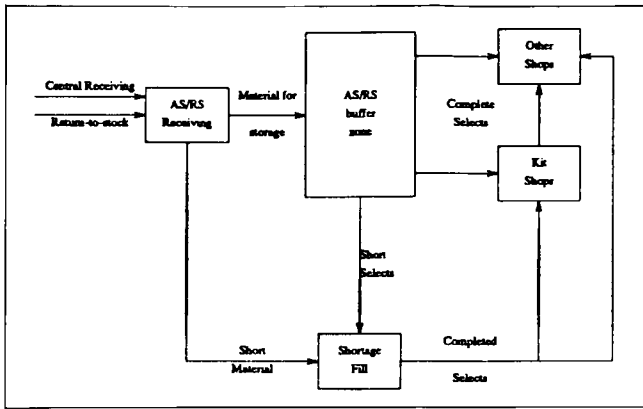 Central Receiving
Return-to-stock
AS/RS
Receiving
Material for
storage
AS/RS
buffer
zone
Complete
Selects
Other
Shops
Kit
Shops
Short
Selects
Short
Material
Shortage
Fill
Completed
Selects